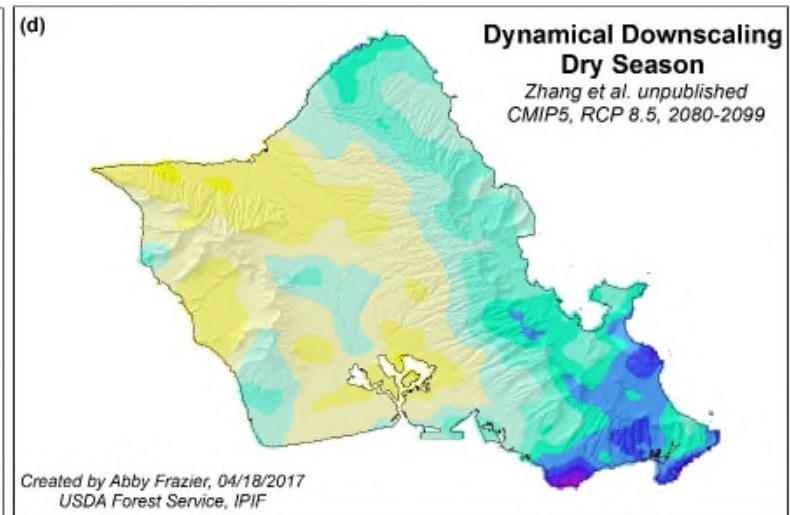 (d)
Dynamical Downscaling
Dry Season
Zhang et al. unpublished
CMIP5, RCP 8.5, 2080-2099
Created by Abby Frazier, 04/18/2017
USDA Forest Service, IPIF